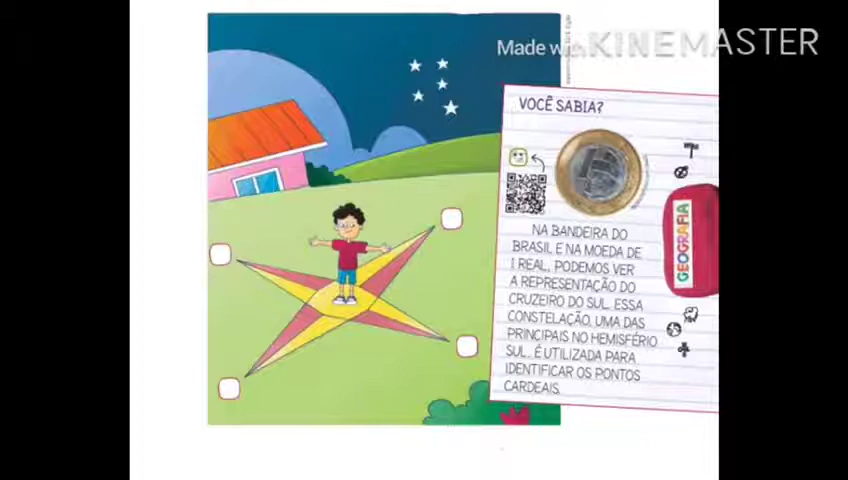 Made with KINEMASTER
VOCÊ SABIA?
NA BANDEIRA DO
BRASIL E NA MOEDA DE
1 REAL, PODEMOS VER
A REPRESENTAÇÃO DO
CRUZEIRO DO SUL. ESSA
CONSTELAÇÃO, UMA DAS
PRINCIPAIS NO HEMISFÉRIO
SUL, É UTILIZADA PARA
IDENTIFICAR OS PONTOS
CARDEAIS.
GEOGRAFIA